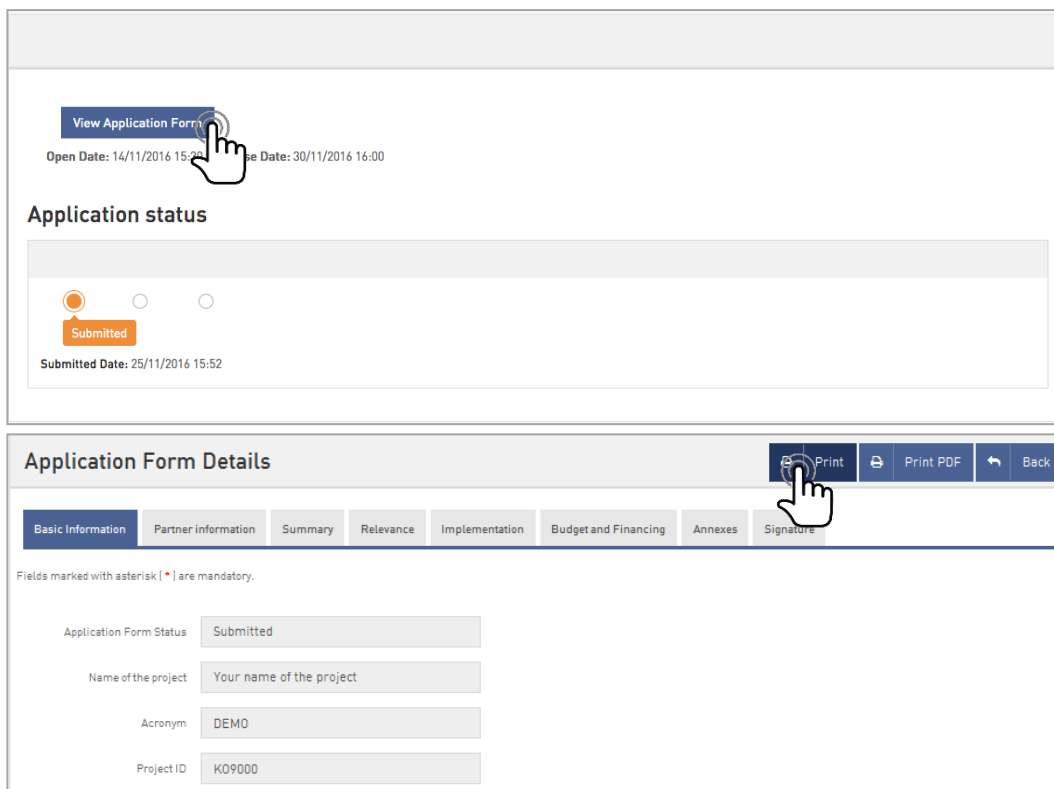 View Application Form
Open Date: 14/11/2016 15: se Date: 30/11/2016 16:00
Application status
Submitted
Submitted Date: 25/11/2016 15:52
Application Form Details
Print Print PDF Back
Basic Information Partner information Summary Relevance Implementation Budget and Financing Annexes Signature
Fields marked with asterisk [ * ] are mandatory.
Application Form Status Submitted
Name of the project Your name of the project
Acronym DEMO
Project ID KO9000